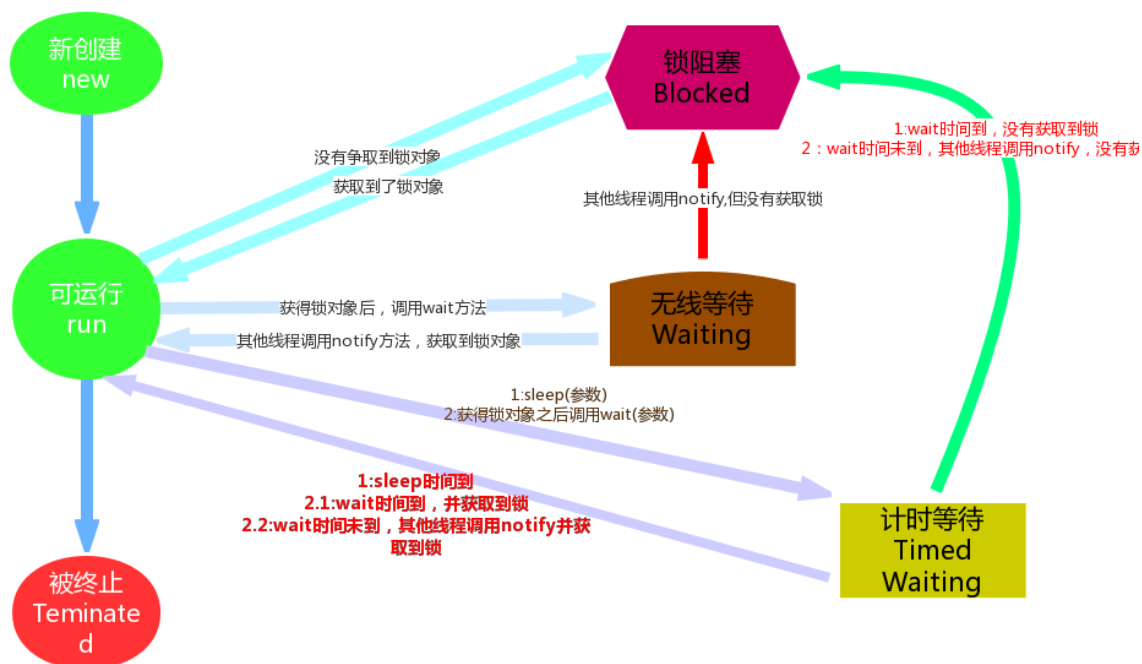 新创建
new
锁阻塞
Blocked
1:wait时间到，没有获取到锁
2：wait时间未到，其他线程调用notify，没有获
没有争取到锁对象
获取到了锁对象
其他线程调用notify,但没有获取锁
可运行
run
获得锁对象后，调用wait方法
其他线程调用notify方法，获取到锁对象
无线等待
Waiting
1:sleep(参数)
2:获得锁对象之后调用wait(参数)
1:sleep时间到
2.1:wait时间到，并获取到锁
2.2:wait时间未到，其他线程调用notify并获
取到锁
计时等待
Timed
Waiting
被终止
Teminate
d